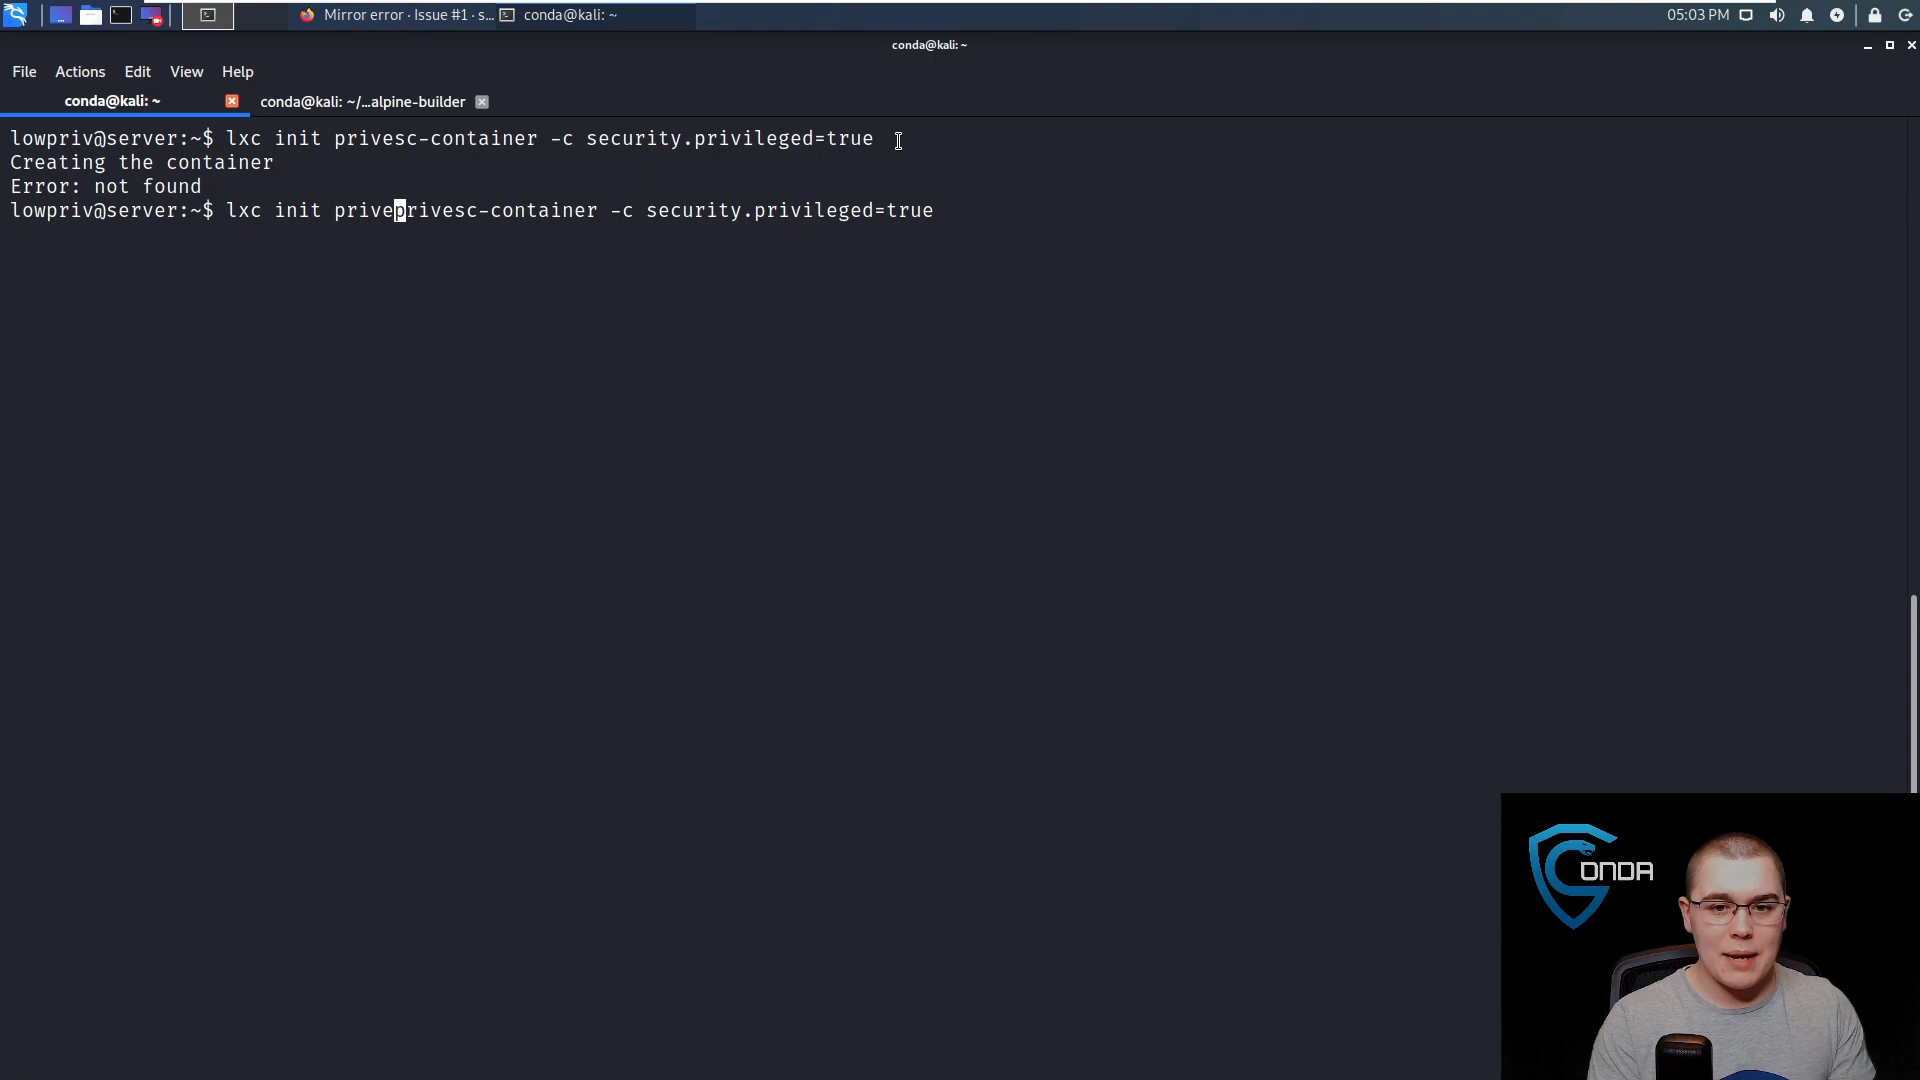 Mirror error · Issue #1 · s...
conda@kali: ~
05:03 PM
conda@kali: ~
File Actions Edit View Help
conda@kali: ~
conda@kali: ~/...alpine-builder
lowpriv@server:~$ lxc init privesc-container -c security.privileged=true
Creating the container
Error: not found
lowpriv@server:~$ lxc init priveprivesc-container -c security.privileged=true
CONDA